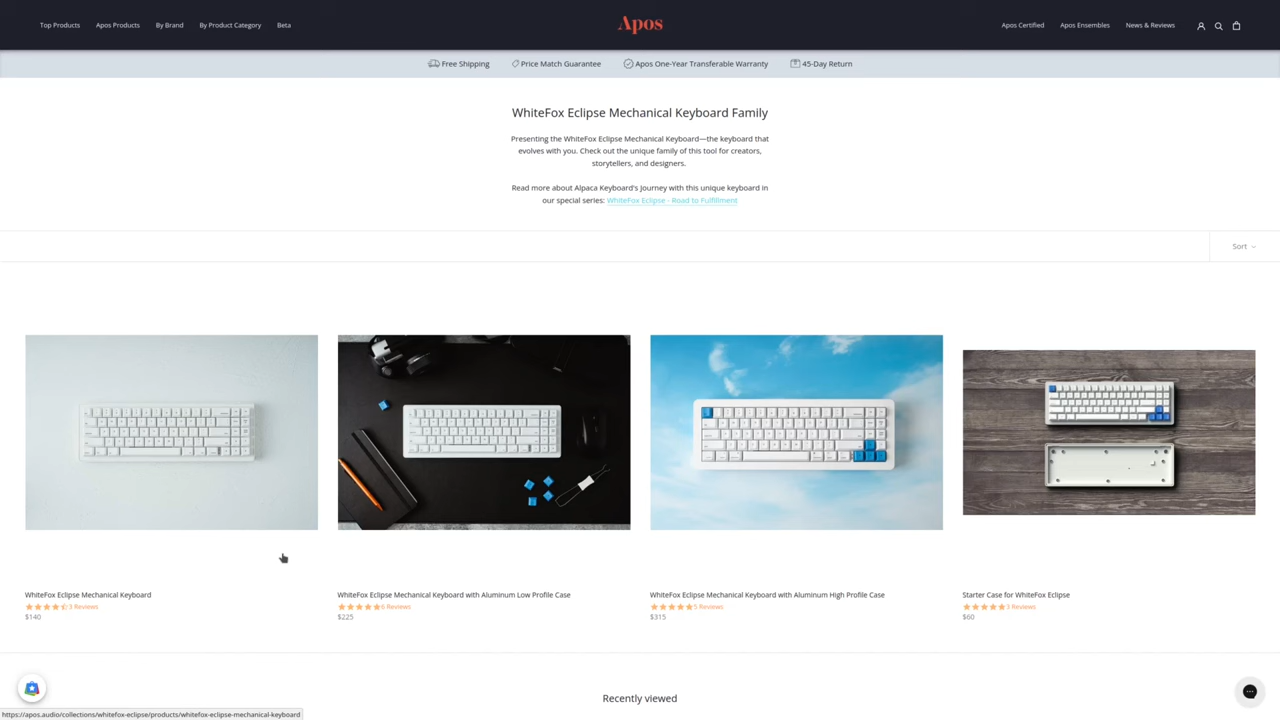 Top Products
Apos Products
By Brand
By Product Category
Beta
Apos
Apos Certified
Apos Ensembles
News & Reviews
Free Shipping
Price Match Guarantee
Apos One-Year Transferable Warranty
45-Day Return
WhiteFox Eclipse Mechanical Keyboard Family
Presenting the WhiteFox Eclipse Mechanical Keyboard—the keyboard that
evolves with you. Check out the unique family of this tool for creators,
storytellers, and designers.
Read more about Alpaca Keyboard's Journey with this unique keyboard in
our special series: WhiteFox Eclipse - Road to Fulfillment
Sort
WhiteFox Eclipse Mechanical Keyboard
3 Reviews
$140
WhiteFox Eclipse Mechanical Keyboard with Aluminum Low Profile Case
6 Reviews
$225
WhiteFox Eclipse Mechanical Keyboard with Aluminum High Profile Case
5 Reviews
$315
Starter Case for WhiteFox Eclipse
3 Reviews
$60
Recently viewed
https://apos.audio/collections/whitefox-eclipse/products/whitefox-eclipse-mechanical-keyboard